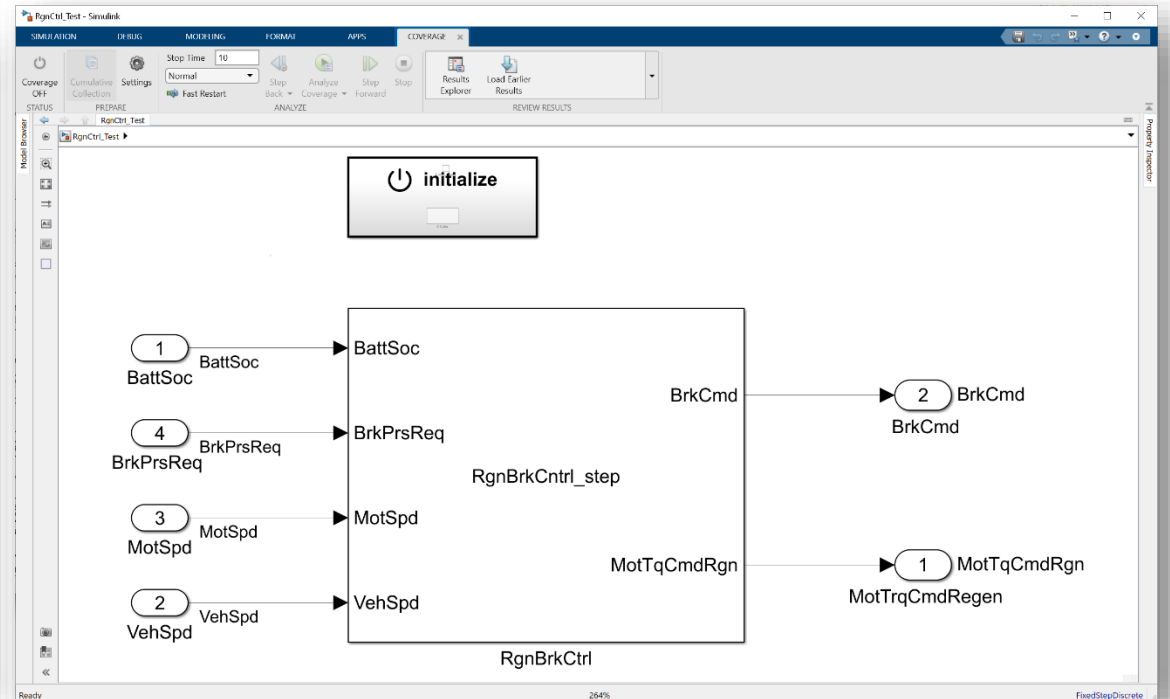 RgnCtrl_Test - Simulink
SIMULATION DEBUG MODELING FORMAT APPS COVERAGE
Coverage OFF
Cumulative Collection
Settings
Stop Time 10
Normal
Fast Restart
Step Back
Analyze Coverage
Step Forward
Stop
Results Explorer
Load Earlier Results
STATUS PREPARE ANALYZE REVIEW RESULTS
RgnCtrl_Test
RgnCtrl_Test
Model Browser
Property Inspector
initialize
1
BattSoc
BattSoc
BattSoc
4
BrkPrsReq
BrkPrsReq
BrkPrsReq
3
MotSpd
MotSpd
MotSpd
2
VehSpd
VehSpd
VehSpd
RgnBrkCntrl_step
RgnBrkCtrl
BrkCmd
2
BrkCmd
BrkCmd
MotTqCmdRgn
1
MotTqCmdRgn
MotTrqCmdRegen
Ready 264% FixedStepDiscrete